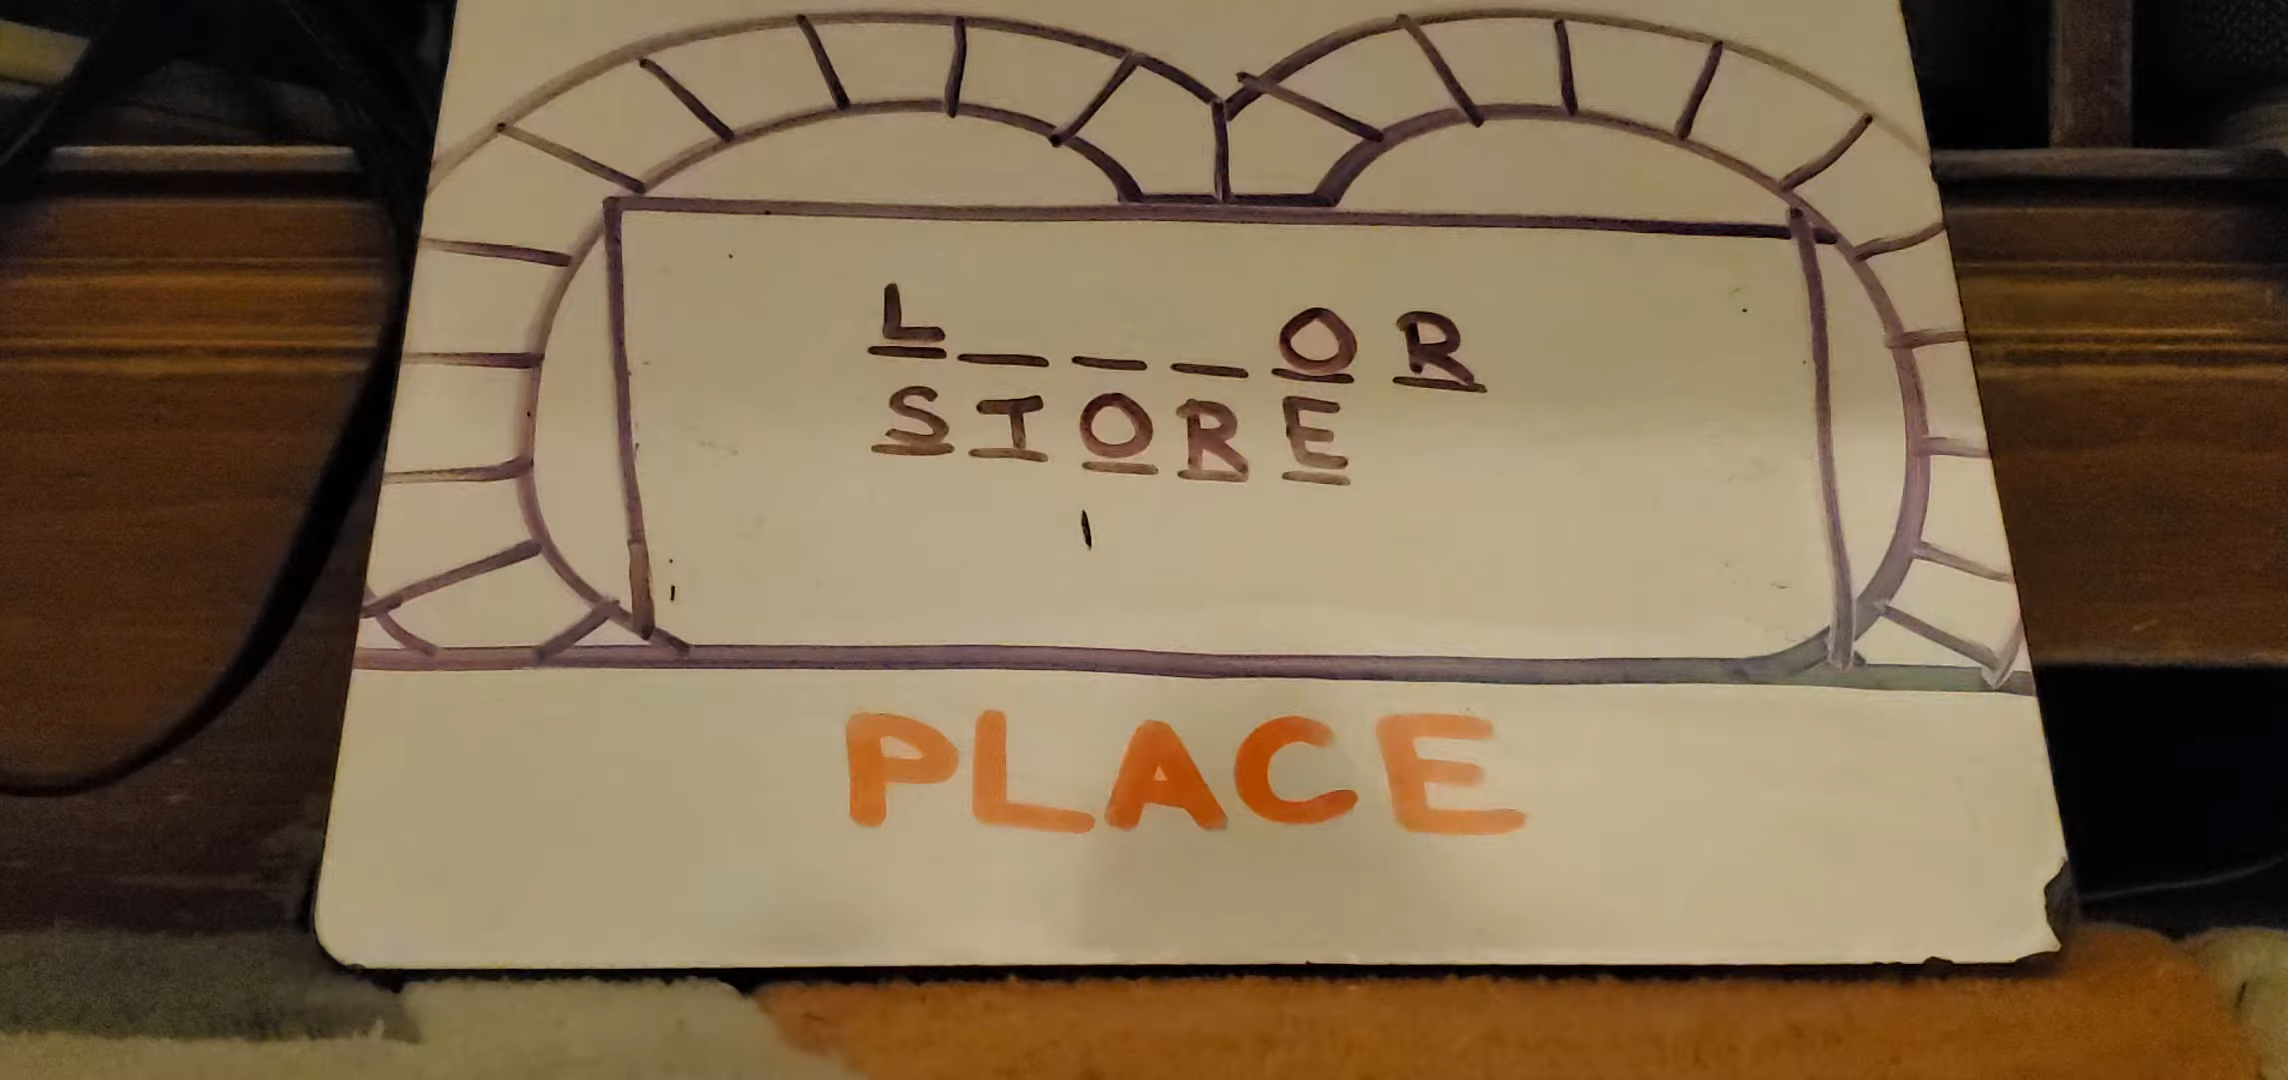 L _ _ _ O R
STORE
PLACE